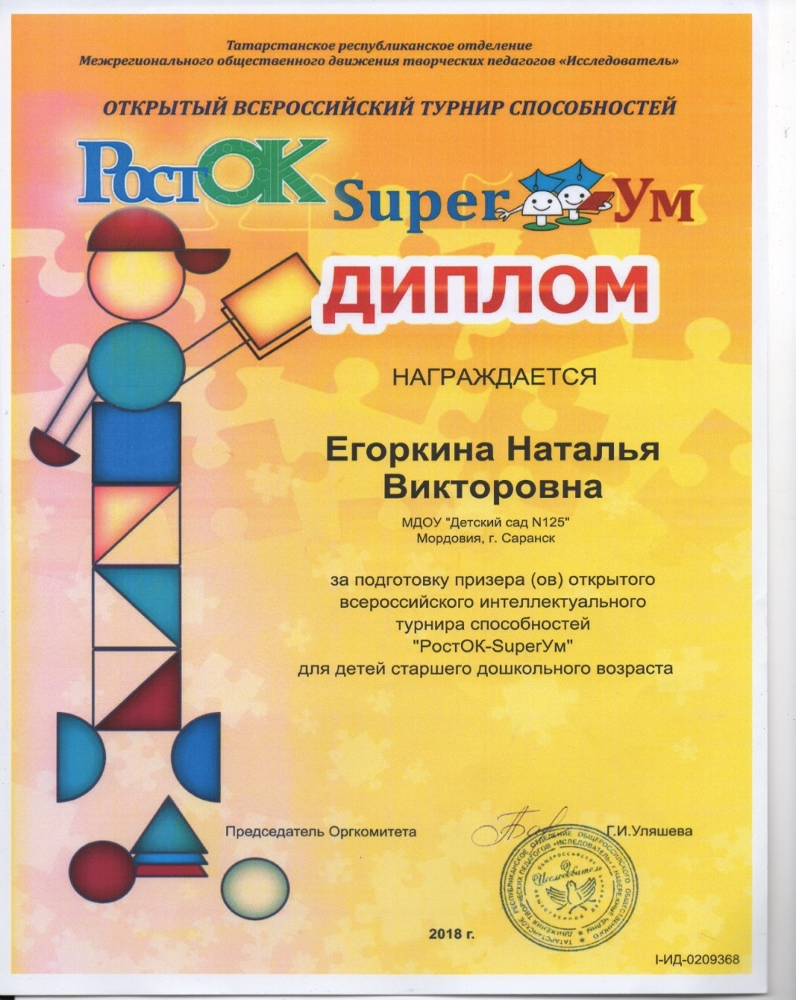 Татарстанское республиканское отделение
Межрегионального общественного движения творческих педагогов «Исследователь»
ОТКРЫТЫЙ ВСЕРОССИЙСКИЙ ТУРНИР СПОСОБНОСТЕЙ
РостОК
Super Ум
ДИПЛОМ
НАГРАЖДАЕТСЯ
Егоркина Наталья
Викторовна
МДОУ "Детский сад N125"
Мордовия, г. Саранск
за подготовку призера (ов) открытого
всероссийского интеллектуального
турнира способностей
"РостОК-SuperУм"
для детей старшего дошкольного возраста
Председатель Оргкомитета
Г.И.Уляшева
Исследователь
2018 г.
I-ИД-0209368